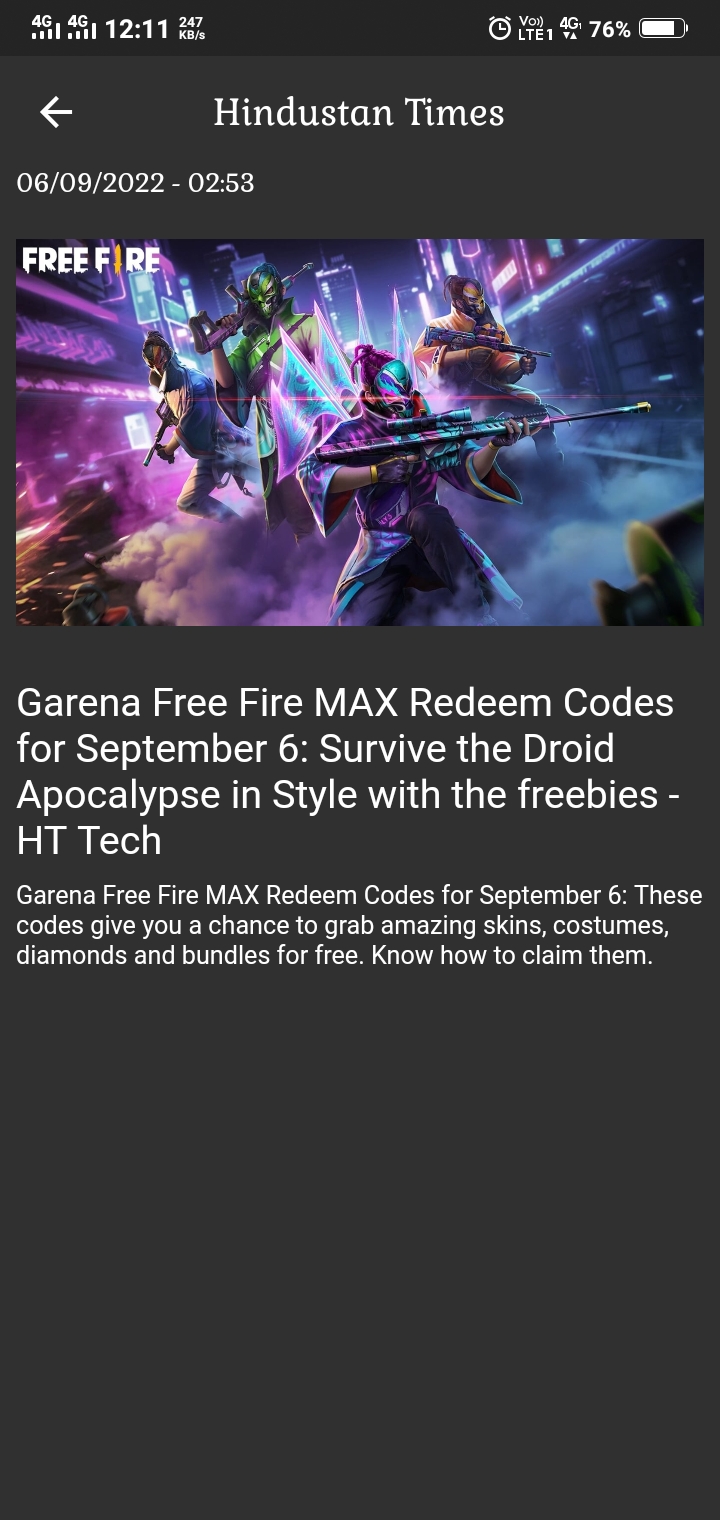 4G 4G 12:11 247 KB/s Vo)) LTE1 4G 76%
Hindustan Times
06/09/2022 - 02:53
FREE FIRE
Garena Free Fire MAX Redeem Codes
for September 6: Survive the Droid
Apocalypse in Style with the freebies -
HT Tech
Garena Free Fire MAX Redeem Codes for September 6: These
codes give you a chance to grab amazing skins, costumes,
diamonds and bundles for free. Know how to claim them.